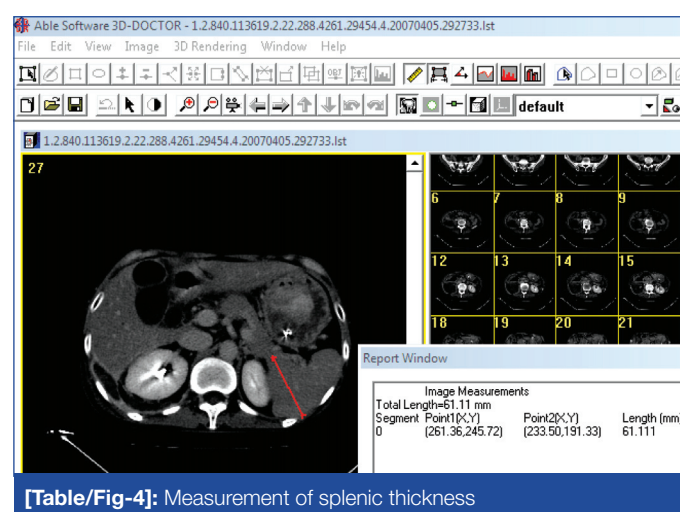 Able Software 3D-DOCTOR - 1.2.840.113619.2.22.288.4261.29454.4.20070405.292733.lst
File Edit View Image 3D Rendering Window Help
default
1.2.840.113619.2.22.288.4261.29454.4.20070405.292733.lst
27
6 7 8 9
12 13 14 15
18 19 20 21
Report Window
Image Measurements
Total Length=61.11 mm
Segment Point1(X,Y) Point2(X,Y) Length (mm)
0 (261.36,245.72) (233.50,191.33) 61.111
[Table/Fig-4]: Measurement of splenic thickness